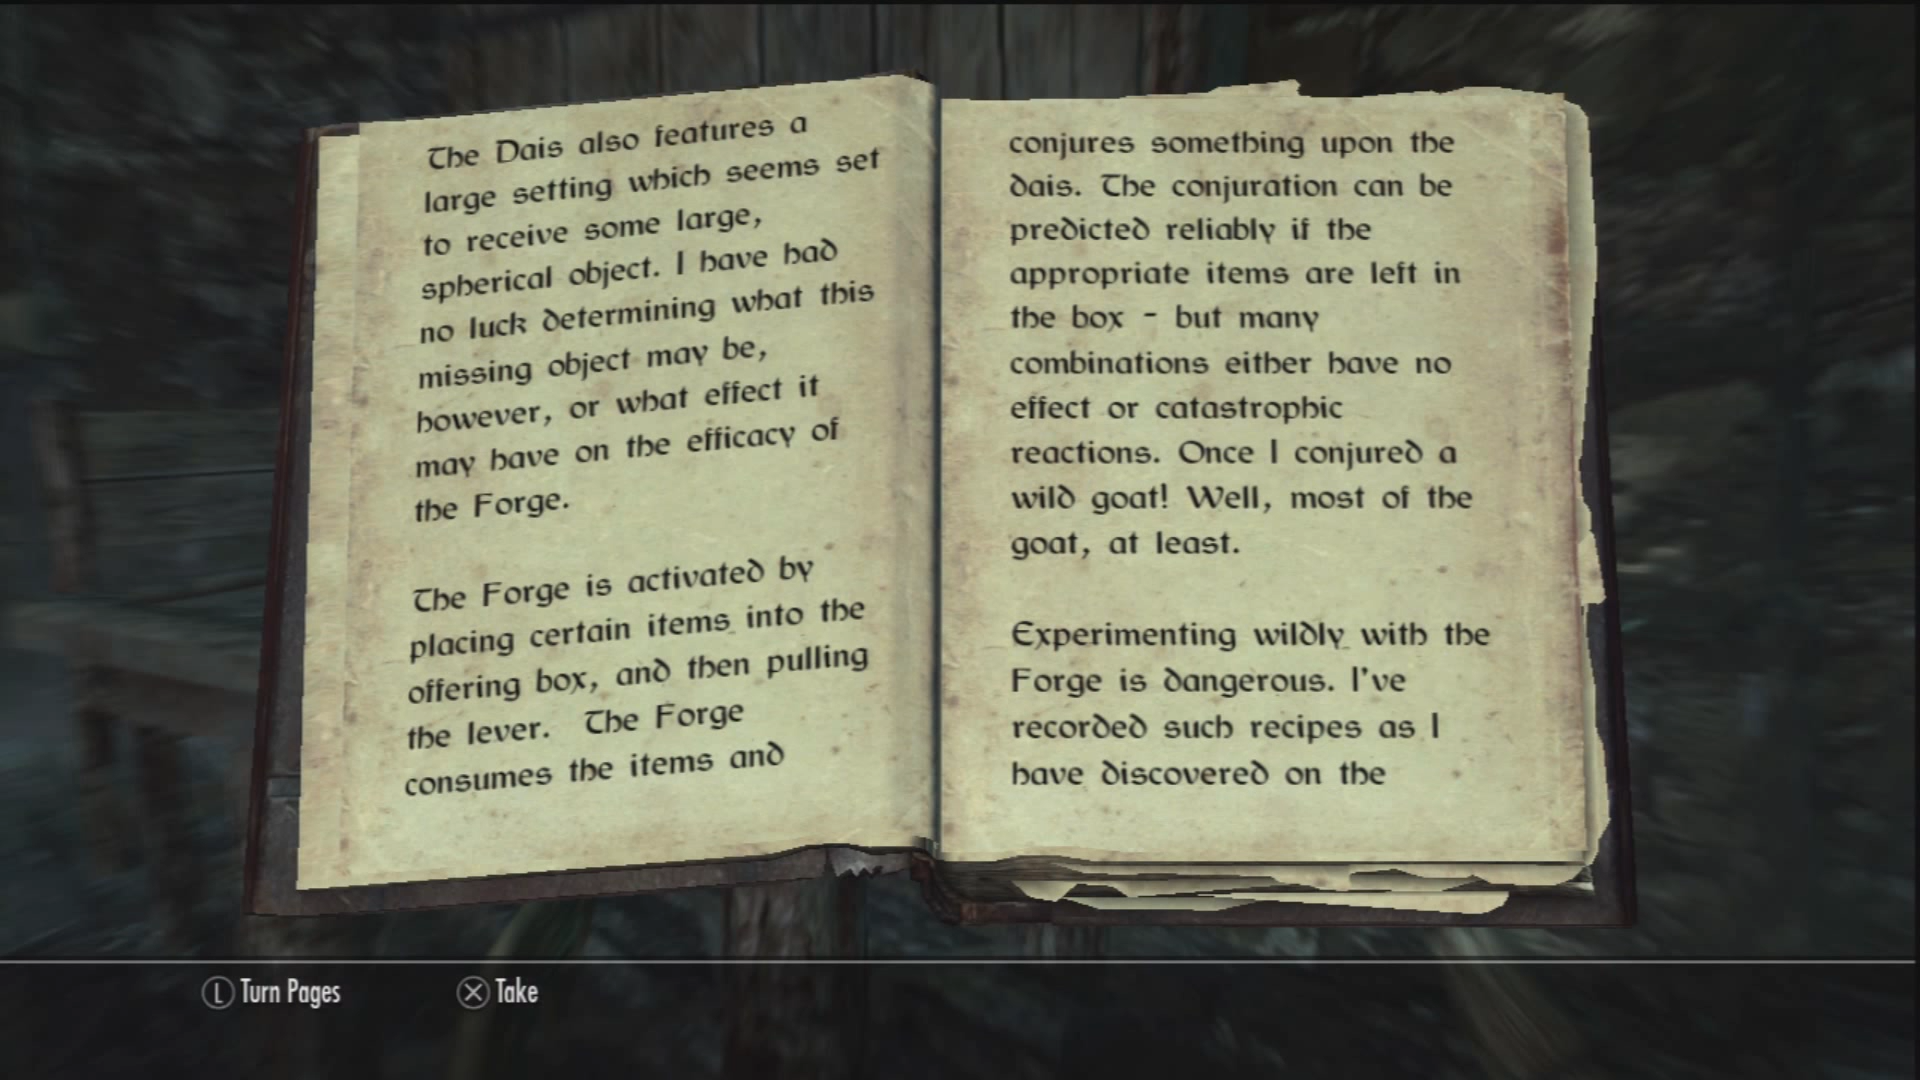 The Dais also features a
large setting which seems set
to receive some large,
spherical object. I have had
no luck determining what this
missing object may be,
however, or what effect it
may have on the efficacy of
the Forge.
The Forge is activated by
placing certain items into the
offering box, and then pulling
the lever. The Forge
consumes the items and
conjures something upon the
dais. The conjuration can be
predicted reliably if the
appropriate items are left in
the box - but many
combinations either have no
effect or catastrophic
reactions. Once I conjured a
wild goat! Well, most of the
goat, at least.
Experimenting wildly with the
Forge is dangerous. I've
recorded such recipes as I
have discovered on the
L Turn Pages
X Take